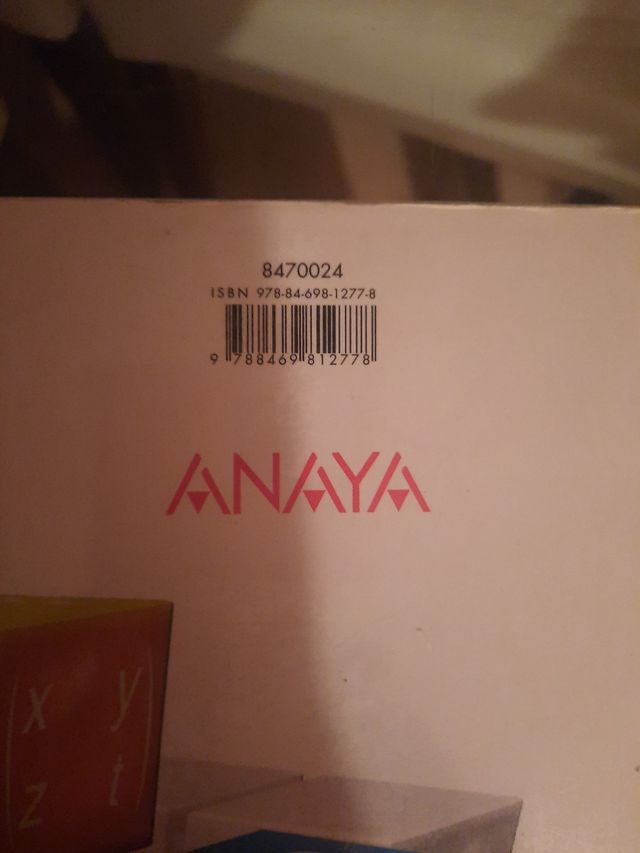 8470024
ISBN 978-84-698-1277-8
9 788469 812778
ANAYA
x y
z t